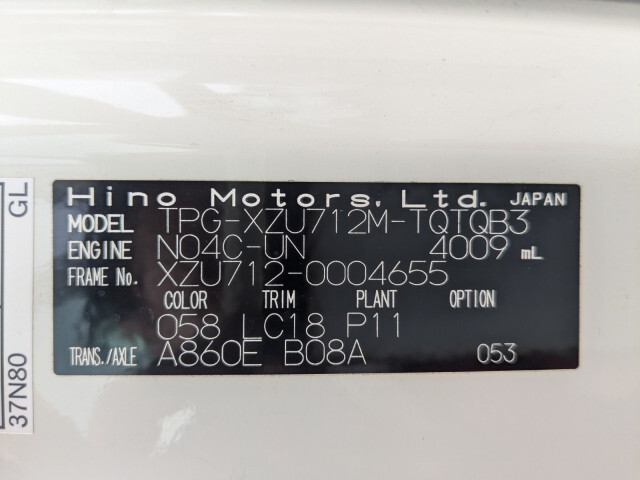 Hino Motors, Ltd. JAPAN
MODEL TPG-XZU712M-TQTQB3
ENGINE N04C-UN 4009 mL
FRAME No. XZU712-0004655
COLOR TRIM PLANT OPTION
058 LC18 P11
TRANS./AXLE A860E B08A 053
37N80 GL